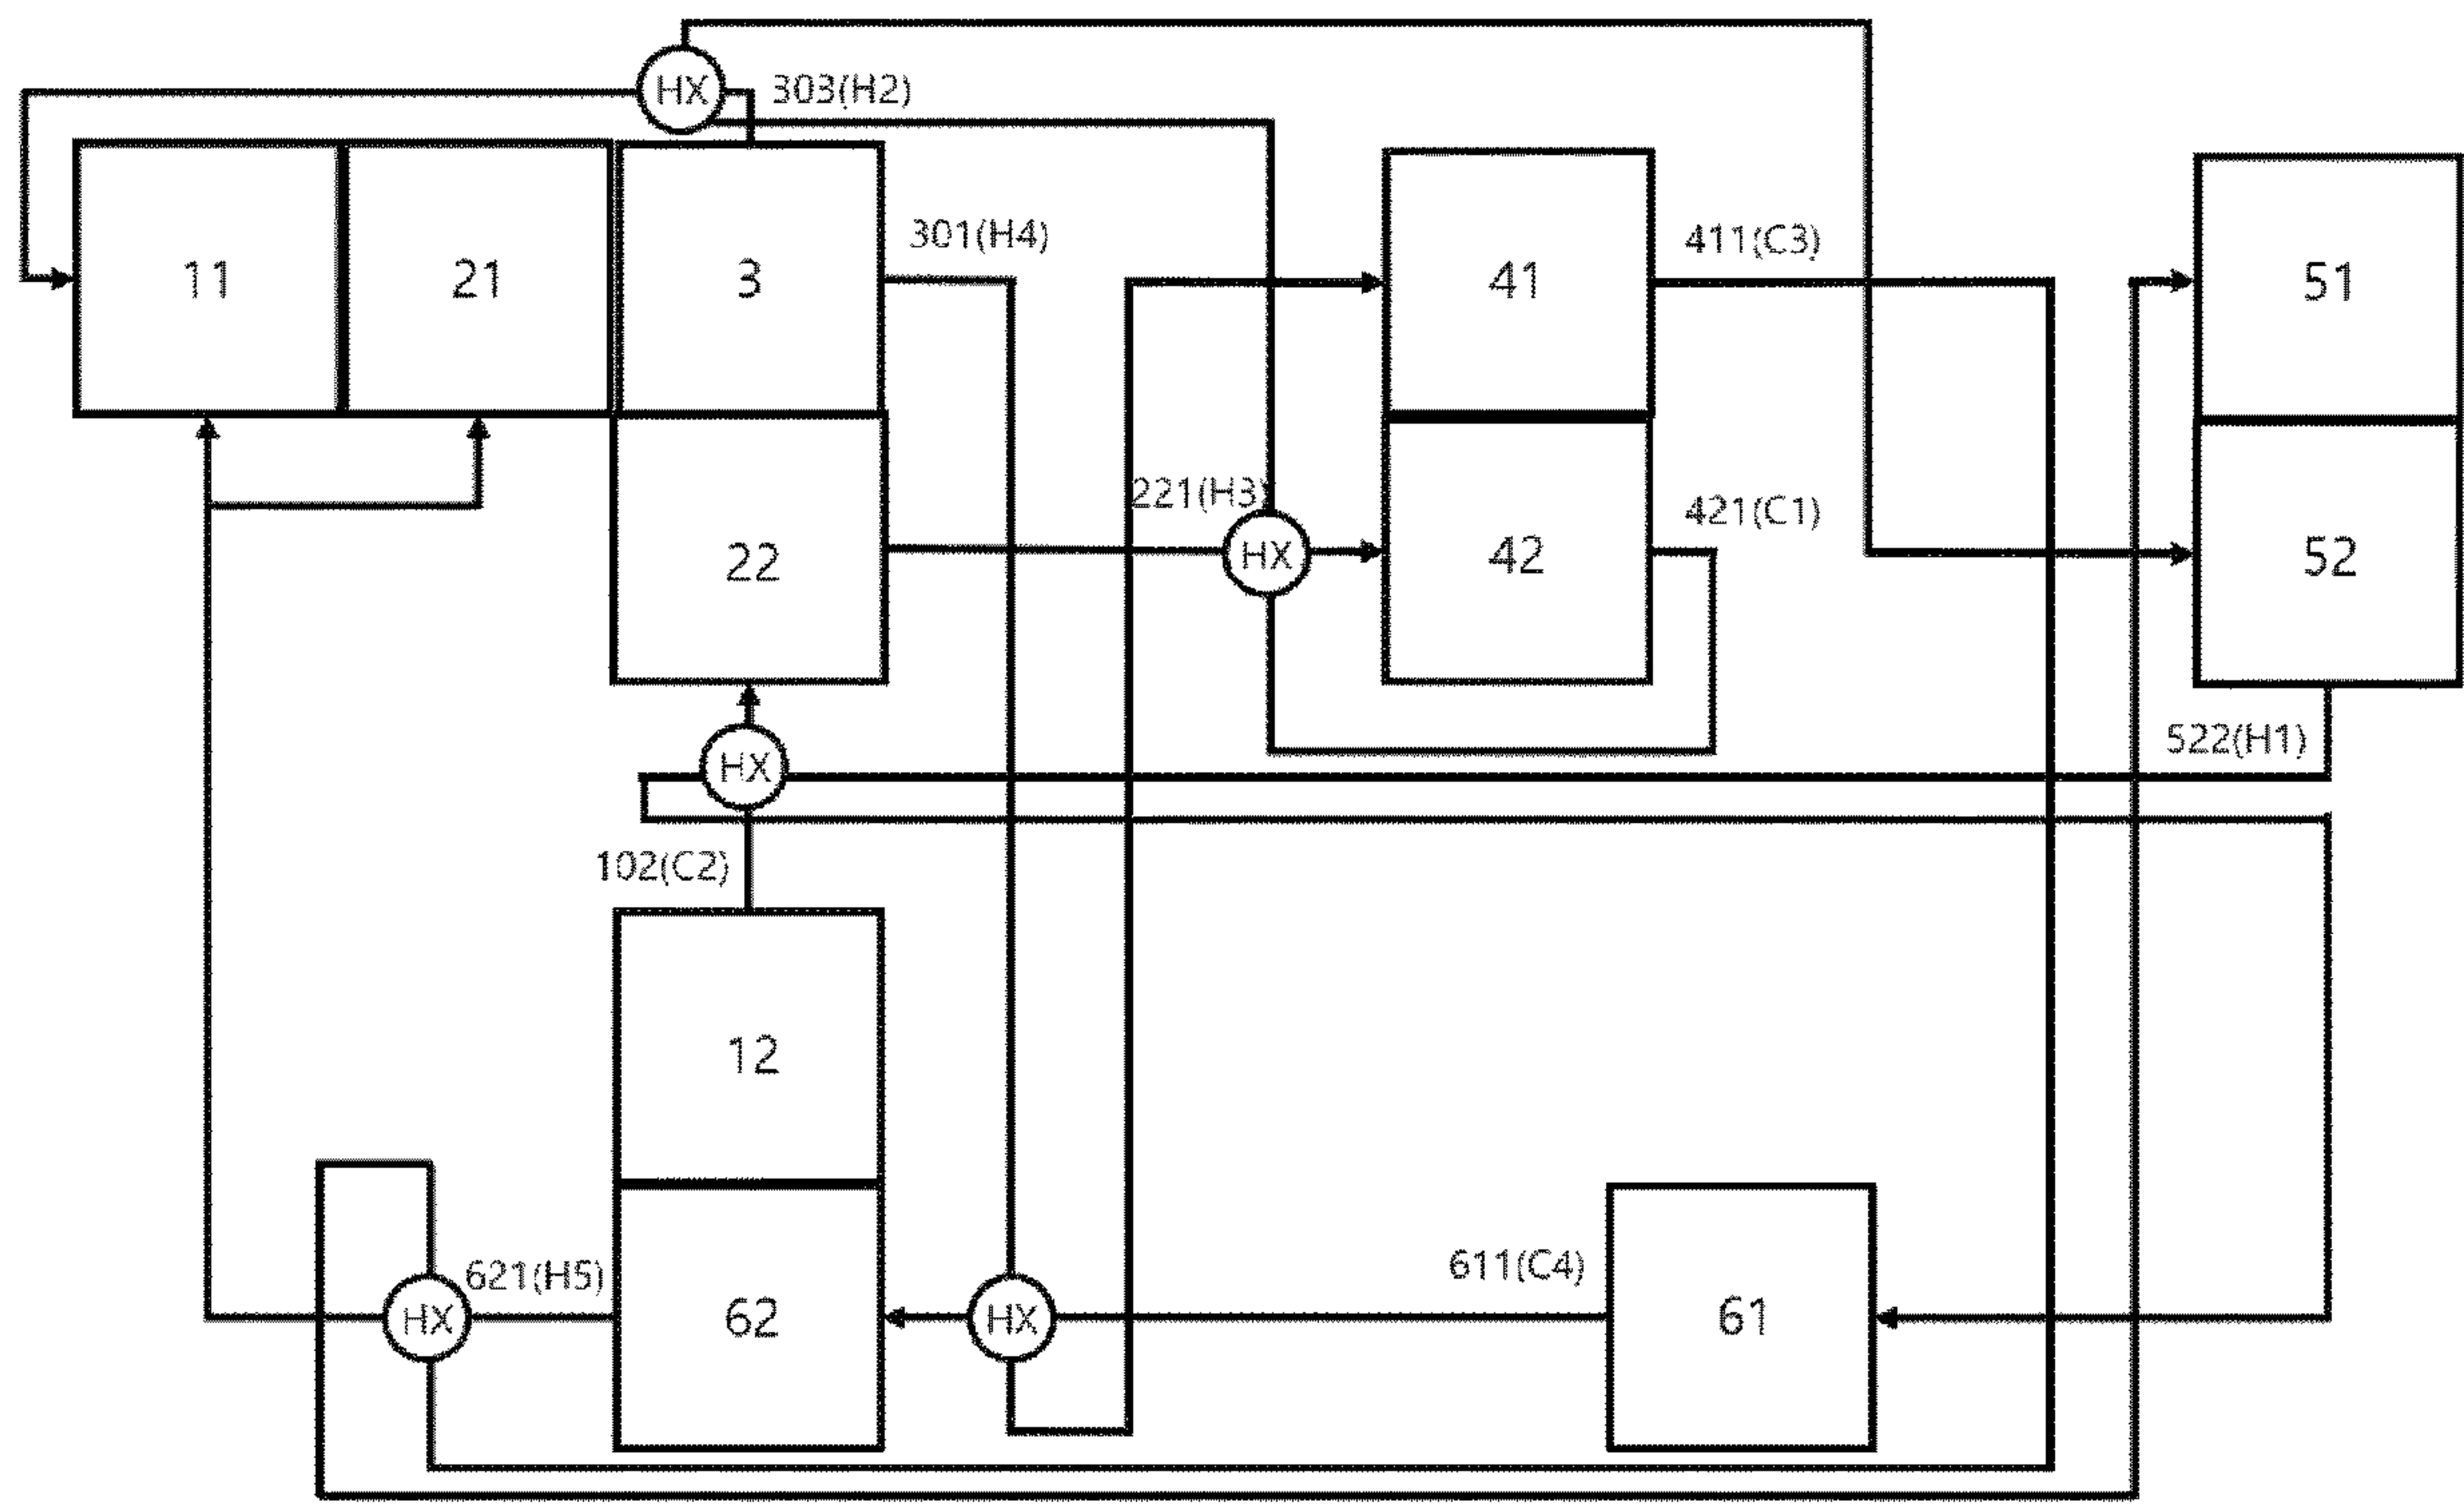 HX 303(H2)
301(H4)
411(C3)
11 21 3 41 51
221(H3) 421(C1)
22 HX 42 52
522(H1)
HX
102(C2)
12
621(H5) 611(C4)
HX 62 HX 61